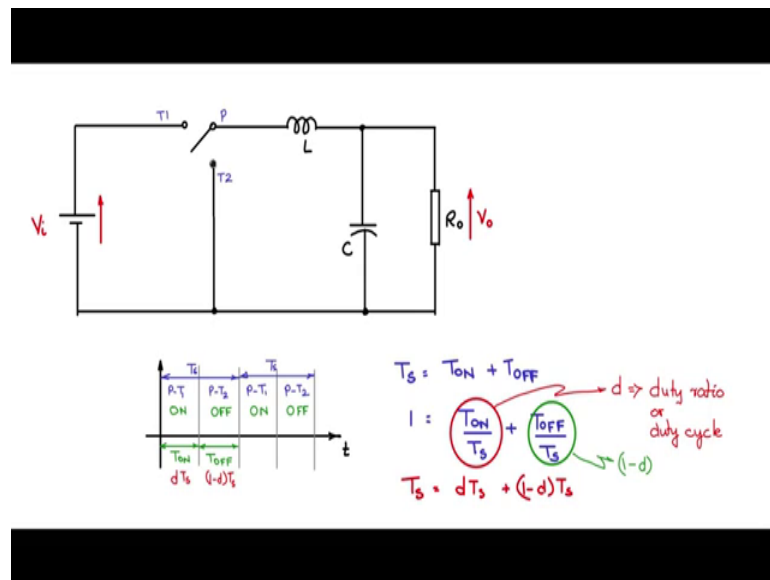 T1
P
L
T2
Vi
C
Ro
Vo
Ts
Ts
P-T1
P-T2
P-T1
P-T2
ON
OFF
ON
OFF
t
TON
TOFF
dTs
(1-d)Ts
Ts = TON + TOFF
1 = TON/Ts + TOFF/Ts
d => duty ratio
or
duty cycle
(1-d)
Ts = dTs + (1-d)Ts